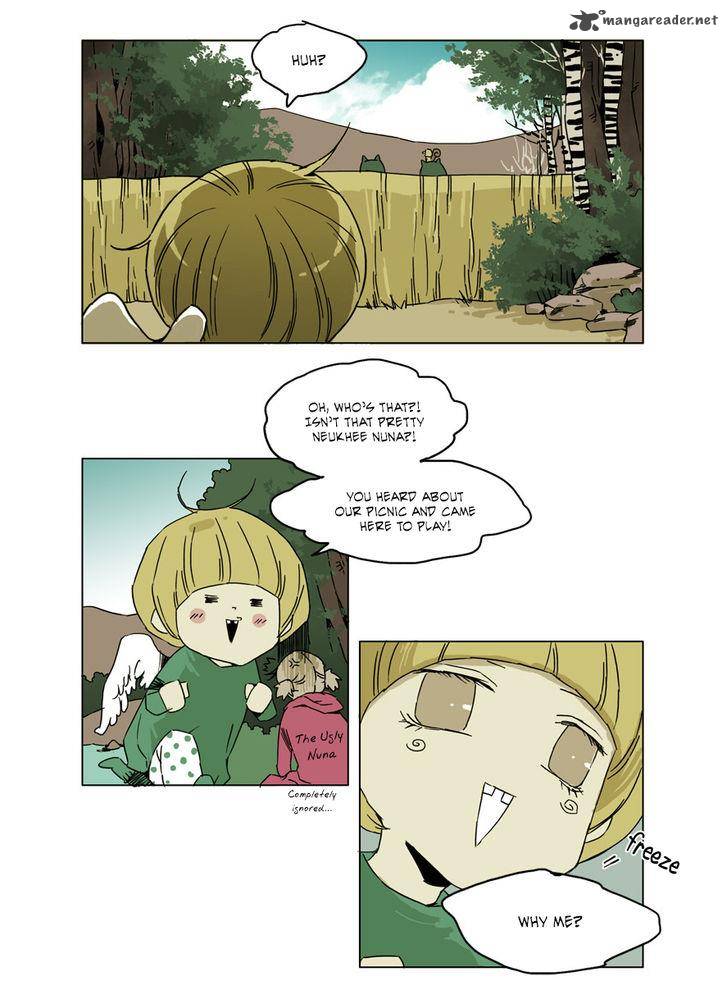 mangareader.net
HUH?
OH, WHO'S THAT?!
ISN'T THAT PRETTY
NEUKHEE NUNA?!
YOU HEARD ABOUT
OUR PICNIC AND CAME
HERE TO PLAY!
The Ugly
Nuna
Completely
ignored...
freeze
WHY ME?